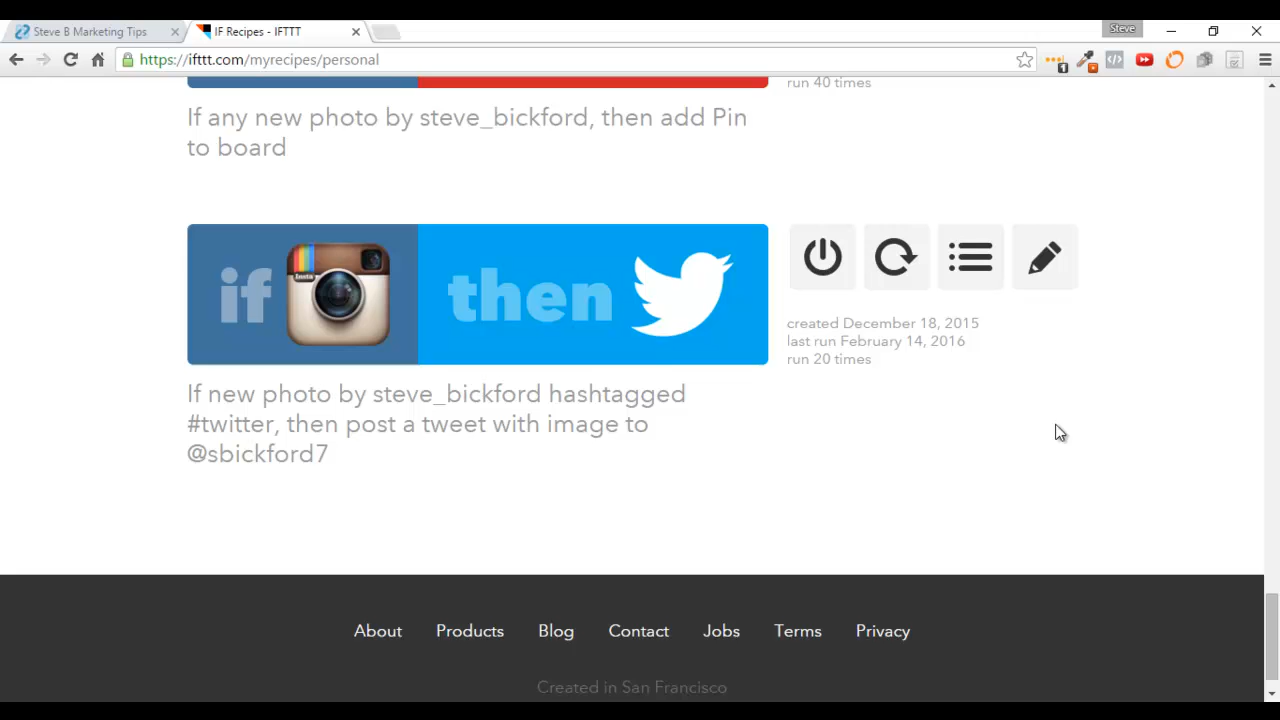 Steve B Marketing Tips
IF Recipes - IFTTT
Steve
https://ifttt.com/myrecipes/personal
1
run 40 times
If any new photo by steve_bickford, then add Pin
to board
if
Insta
then
created December 18, 2015
last run February 14, 2016
run 20 times
If new photo by steve_bickford hashtagged
#twitter, then post a tweet with image to
@sbickford7
About Products Blog Contact Jobs Terms Privacy
Created in San Francisco